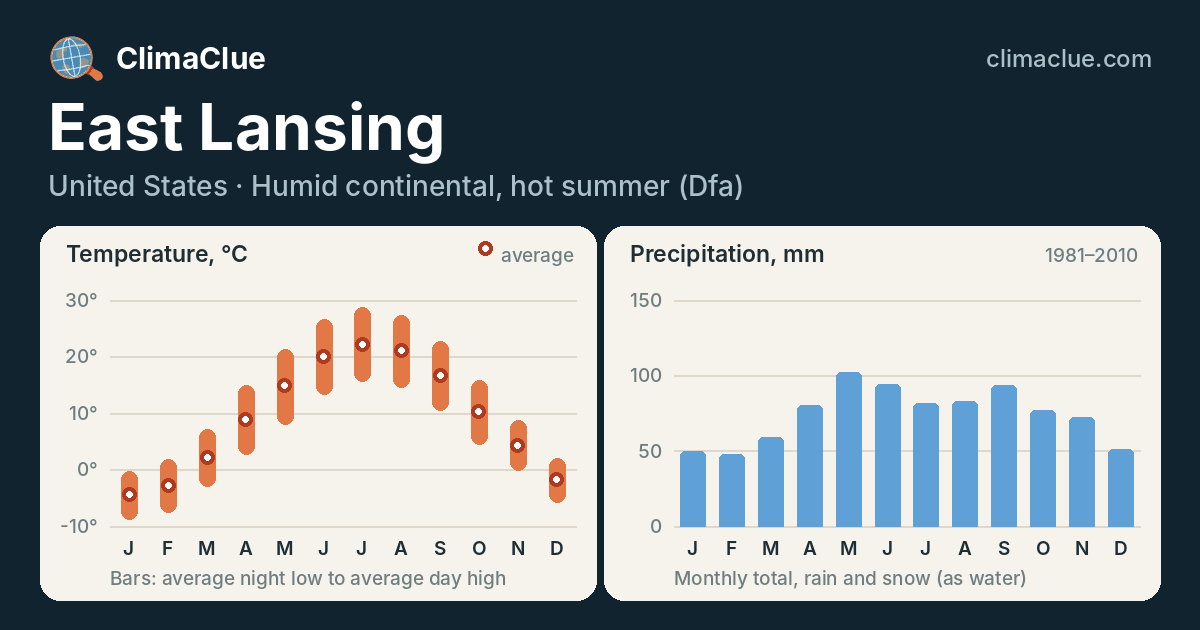 ClimaClue
climaclue.com
East Lansing
United States · Humid continental, hot summer (Dfa)
Temperature, °C
average
30°
20°
10°
0°
-10°
J F M A M J J A S O N D
Bars: average night low to average day high
Precipitation, mm
1981–2010
150
100
50
0
J F M A M J J A S O N D
Monthly total, rain and snow (as water)